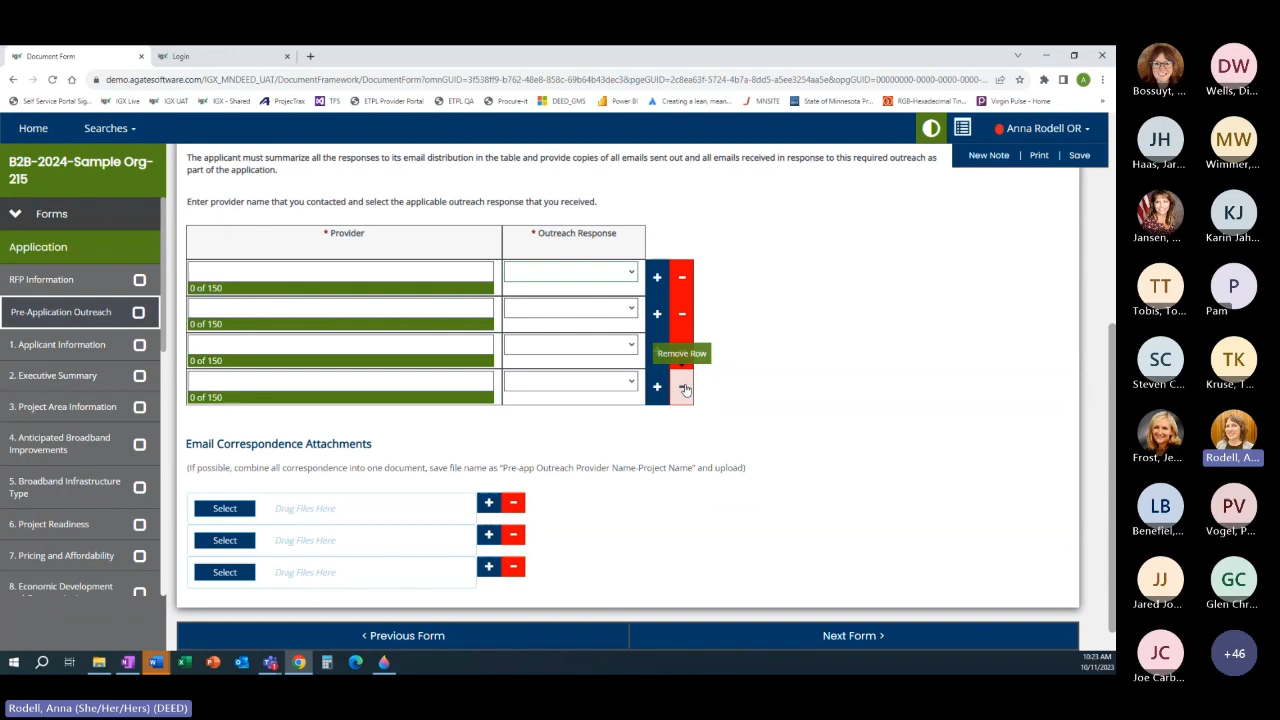 Document Form
Login
demo.agatesoftware.com/IGX_MNDEED_UAT/DocumentFramework/DocumentForm?omnGUID=3f538ff9-b762-48e8-858c-69b64b43dec3&pgeGUID=2c8ea63f-5724-4b7a-8dd5-a5ee3254aa5e&opgGUID=00000000-0000-0000-0000-...
Self Service Portal Sig...
IGX Live
IGX UAT
IGX - Shared
ProjecTrax
TFS
ETPL Provider Portal
ETPL QA
Procure-it
DEED_GMS
Power BI
Creating a lean, mean...
MNSITE
State of Minnesota Pr...
RGB-Hexadecimal Tin...
Virgin Pulse - Home
Home
Searches
Anna Rodell OR
New Note | Print | Save
B2B-2024-Sample Org-
215
Forms
Application
RFP Information
Pre-Application Outreach
1. Applicant Information
2. Executive Summary
3. Project Area Information
4. Anticipated Broadband
Improvements
5. Broadband Infrastructure
Type
6. Project Readiness
7. Pricing and Affordability
8. Economic Development
The applicant must summarize all the responses to its email distribution in the table and provide copies of all emails sent out and all emails received in response to this required outreach as
part of the application.
Enter provider name that you contacted and select the applicable outreach response that you received.
* Provider
* Outreach Response
0 of 150
0 of 150
0 of 150
Remove Row
0 of 150
Email Correspondence Attachments
(If possible, combine all correspondence into one document, save file name as "Pre-app Outreach Provider Name-Project Name" and upload)
Select Drag Files Here
Select Drag Files Here
Select Drag Files Here
< Previous Form
Next Form >
10:23 AM
10/11/2023
Bossuyt, ...
DW
Wells, Di...
JH
Haas, Jar...
MW
Wimmer,...
Jansen, ...
KJ
Karin Jah...
TT
Tobis, To...
P
Pam
SC
Steven C...
TK
Kruse, T...
Frost, Je...
Rodell, A...
LB
Benefiel,...
PV
Vogel, P...
JJ
Jared Jo...
GC
Glen Chr...
JC
Joe Carb...
+46
Rodell, Anna (She/Her/Hers) (DEED)